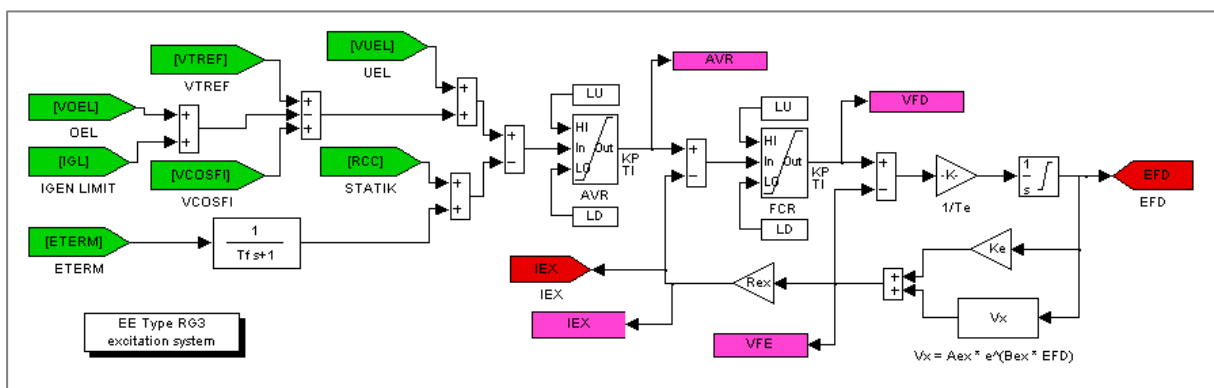 [VTREF]
VTREF
[VUEL]
UEL
[VOEL]
OEL
[IGL]
IGEN LIMIT
[VCOSFI]
VCOSFI
[RCC]
STATIK
[ETERM]
ETERM
1
Tfs+1
+
+
+
−
+
+
+
+
−
+
+
LU
HI
In
Out
LO
KP
TI
AVR
LD
AVR
+
−
LU
HI
In
Out
LO
KP
TI
FCR
LD
VFD
+
−
-K-
1/Te
1
s
EFD
EFD
Ke
Vx
Vx = Aex * e^(Bex * EFD)
+
+
Rex
IEX
IEX
IEX
VFE
EE Type RG3
excitation system